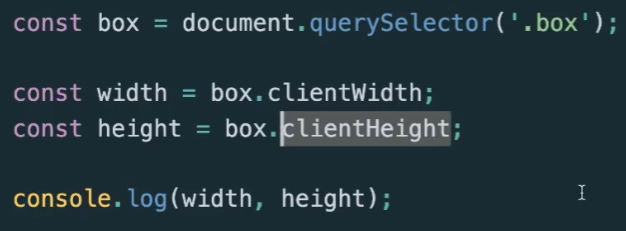 const box = document.querySelector('.box');
const width = box.clientWidth;
const height = box.clientHeight;
console.log(width, height);